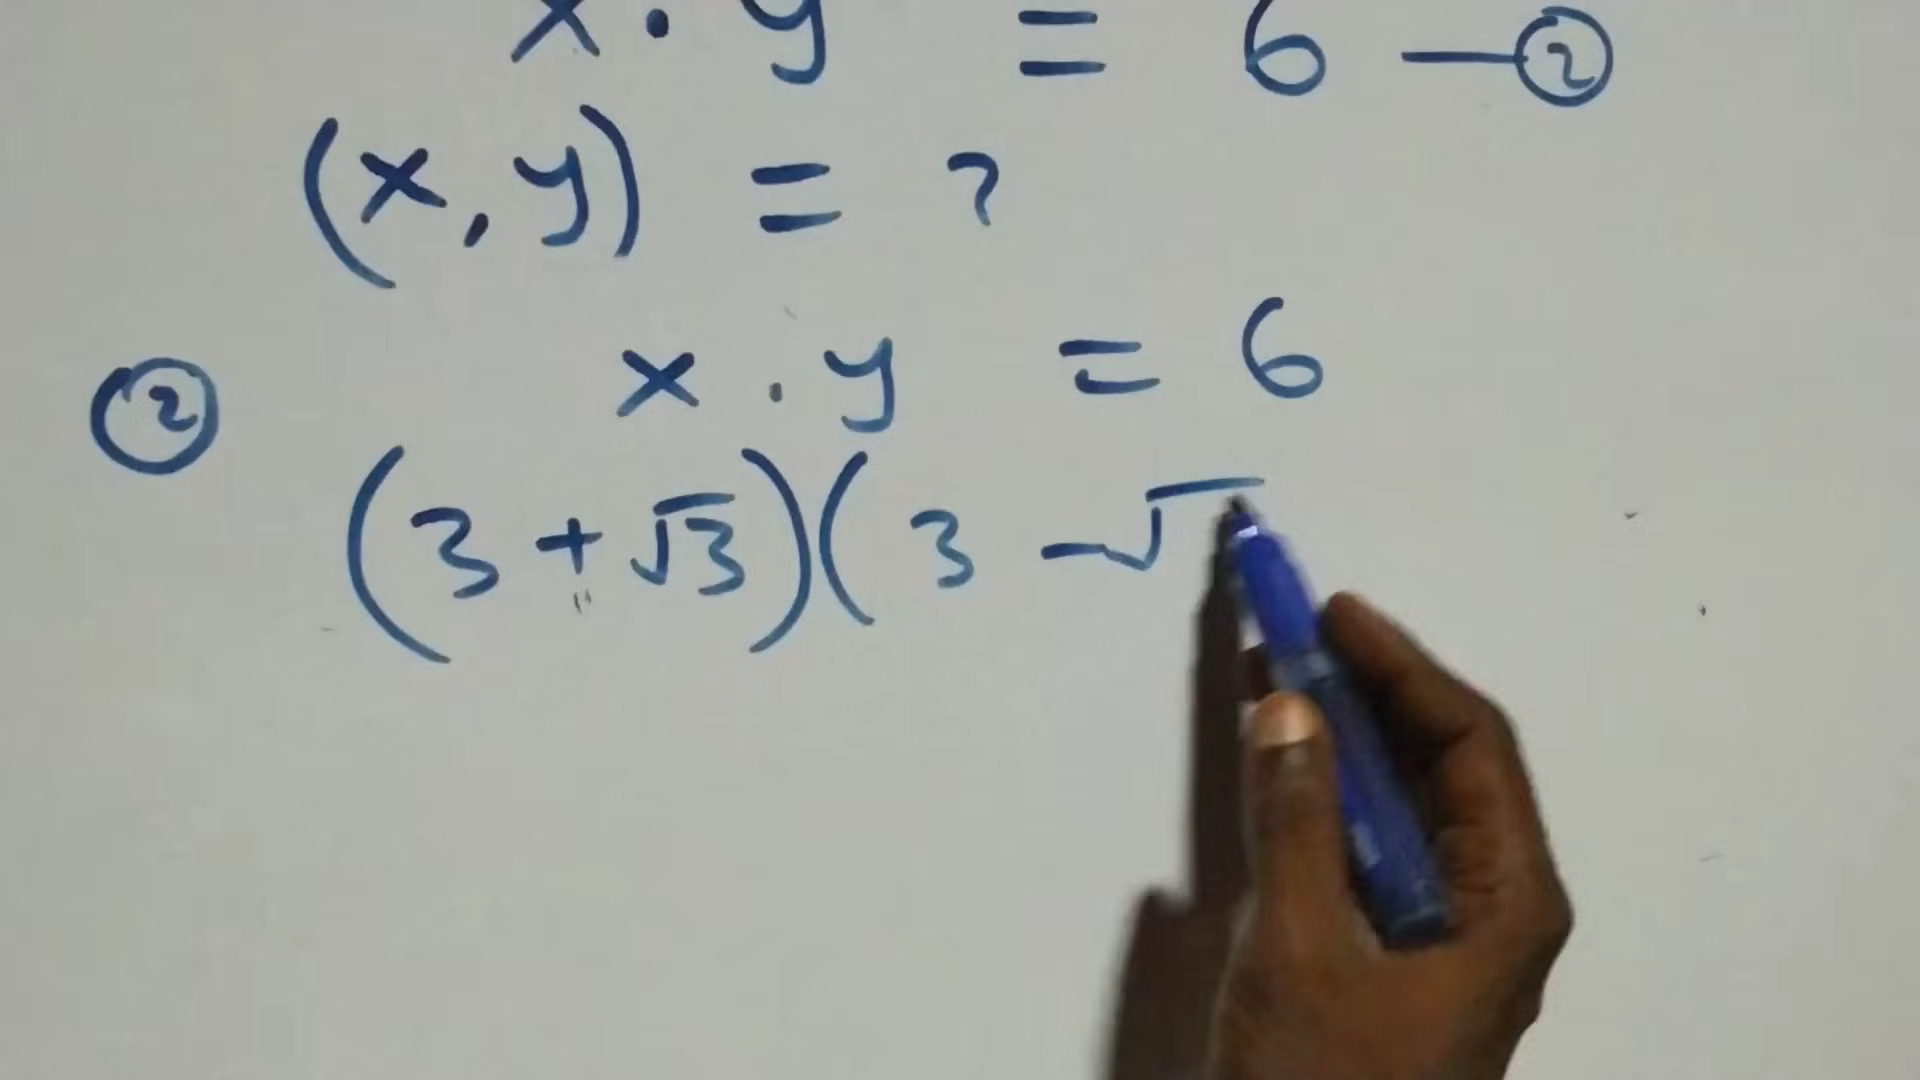 x · y = 6 — ②
(x, y) = ?
② x . y = 6
(3 + √3)(3 - √